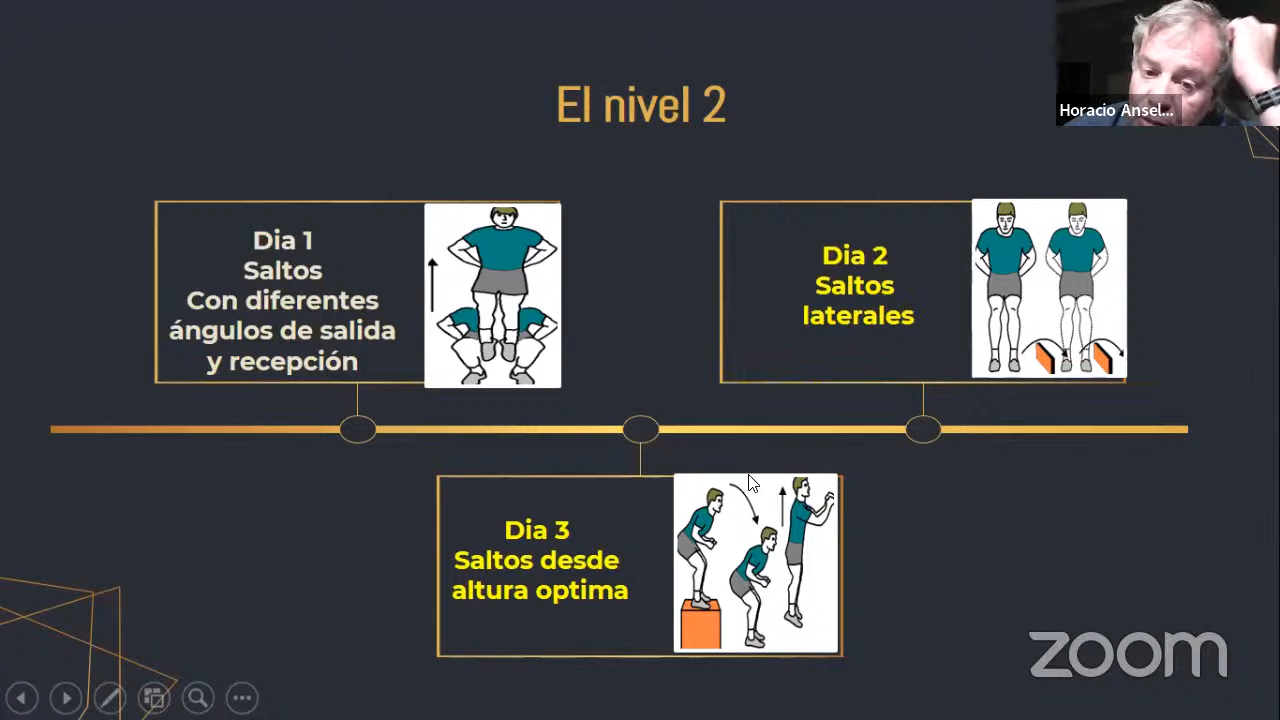 Horacio Ansel...
El nivel 2
Dia 1
Saltos
Con diferentes
ángulos de salida
y recepción
Dia 2
Saltos
laterales
Dia 3
Saltos desde
altura optima
zoom